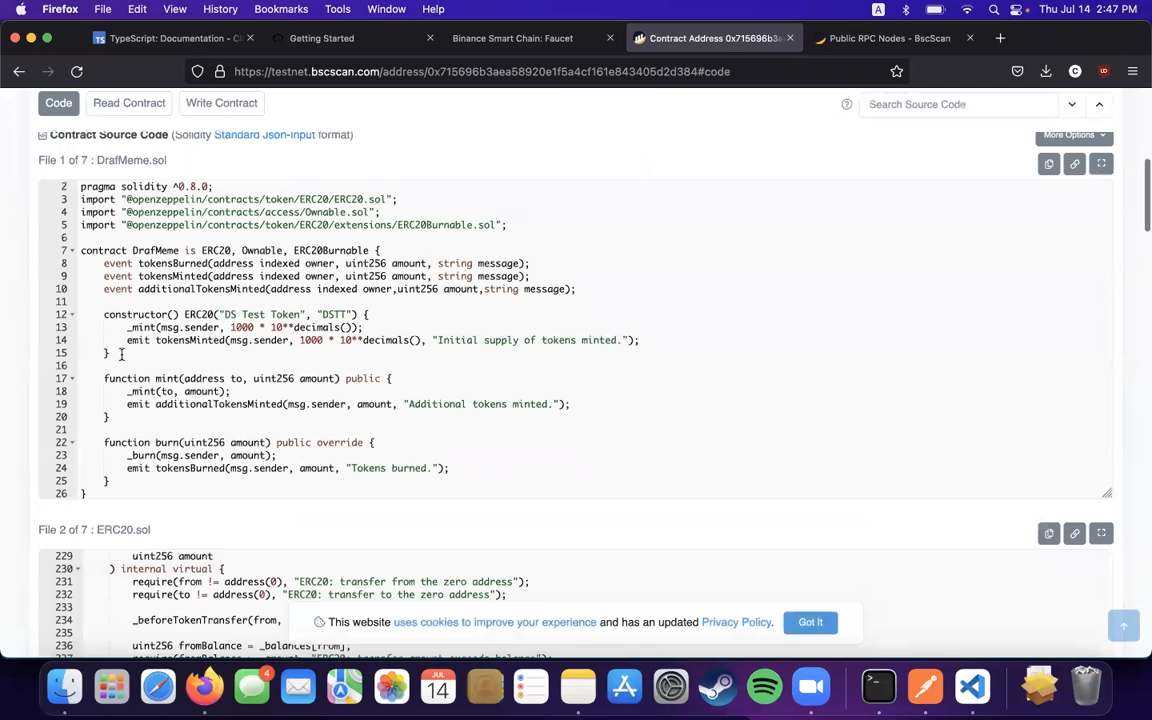 Firefox File Edit View History Bookmarks Tools Window Help A Thu Jul 14 2:47 PM
TS TypeScript: Documentation - C Getting Started Binance Smart Chain: Faucet Contract Address 0x715696b3a Public RPC Nodes - BscScan
https://testnet.bscscan.com/address/0x715696b3aea58920e1f5a4cf161e843405d2d384#code
Code Read Contract Write Contract Search Source Code
Contract Source Code (Solidity Standard Json-Input format) More Options
File 1 of 7 : DrafMeme.sol
2 pragma solidity ^0.8.0;
3 import "@openzeppelin/contracts/token/ERC20/ERC20.sol";
4 import "@openzeppelin/contracts/access/Ownable.sol";
5 import "@openzeppelin/contracts/token/ERC20/extensions/ERC20Burnable.sol";
6
7 contract DrafMeme is ERC20, Ownable, ERC20Burnable {
8 event tokensBurned(address indexed owner, uint256 amount, string message);
9 event tokensMinted(address indexed owner, uint256 amount, string message);
10 event additionalTokensMinted(address indexed owner,uint256 amount,string message);
11
12 constructor() ERC20("DS Test Token", "DSTT") {
13 _mint(msg.sender, 1000 * 10**decimals());
14 emit tokensMinted(msg.sender, 1000 * 10**decimals(), "Initial supply of tokens minted.");
15 }
16
17 function mint(address to, uint256 amount) public {
18 _mint(to, amount);
19 emit additionalTokensMinted(msg.sender, amount, "Additional tokens minted.");
20 }
21
22 function burn(uint256 amount) public override {
23 _burn(msg.sender, amount);
24 emit tokensBurned(msg.sender, amount, "Tokens burned.");
25 }
26 }
File 2 of 7 : ERC20.sol
229 uint256 amount
230 ) internal virtual {
231 require(from != address(0), "ERC20: transfer from the zero address");
232 require(to != address(0), "ERC20: transfer to the zero address");
233
234 _beforeTokenTransfer(from,
235
236 uint256 fromBalance = _balances[from];
This website uses cookies to improve your experience and has an updated Privacy Policy. Got It
4
JUL
14